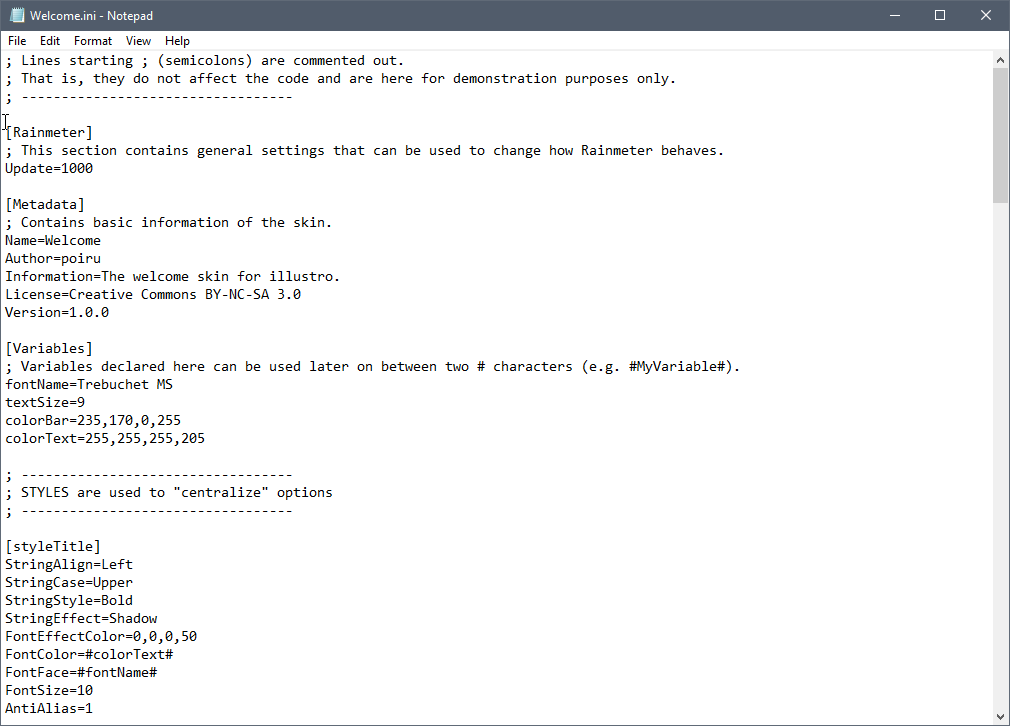 Welcome.ini - Notepad
File Edit Format View Help
; Lines starting ; (semicolons) are commented out.
; That is, they do not affect the code and are here for demonstration purposes only.
; ----------------------------------
[Rainmeter]
; This section contains general settings that can be used to change how Rainmeter behaves.
Update=1000
[Metadata]
; Contains basic information of the skin.
Name=Welcome
Author=poiru
Information=The welcome skin for illustro.
License=Creative Commons BY-NC-SA 3.0
Version=1.0.0
[Variables]
; Variables declared here can be used later on between two # characters (e.g. #MyVariable#).
fontName=Trebuchet MS
textSize=9
colorBar=235,170,0,255
colorText=255,255,255,205
; ----------------------------------
; STYLES are used to "centralize" options
; ----------------------------------
[styleTitle]
StringAlign=Left
StringCase=Upper
StringStyle=Bold
StringEffect=Shadow
FontEffectColor=0,0,0,50
FontColor=#colorText#
FontFace=#fontName#
FontSize=10
AntiAlias=1